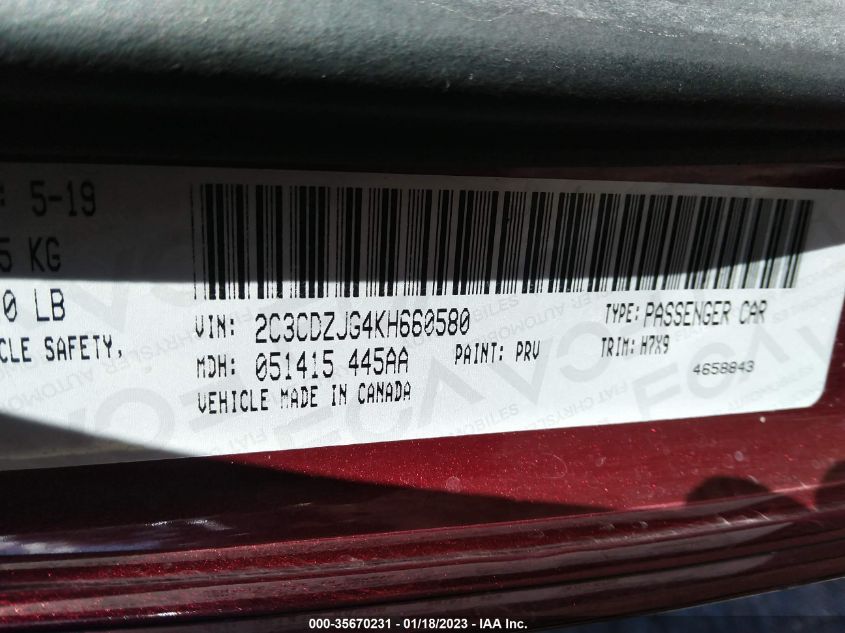 : 5-19
5 KG
0 LB
CLE SAFETY,
VIN: 2C3CDZJG4KH660580 TYPE: PASSENGER CAR
MDH: 051415 445AA PAINT: PRV TRIM: H7X9
VEHICLE MADE IN CANADA 4658843
000-35670231 - 01/18/2023 - IAA Inc.